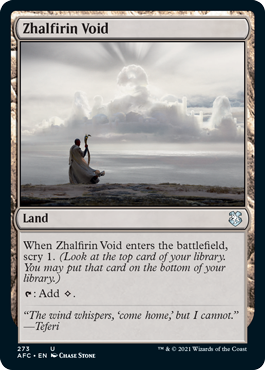 Zhalfirin Void
Land
When Zhalfirin Void enters the battlefield,
scry 1. (Look at the top card of your library.
You may put that card on the bottom of your
library.)
: Add .
“The wind whispers, ‘come home,’ but I cannot.”
—Teferi
273 U
AFC • EN CHASE STONE
™ & © 2021 Wizards of the Coast